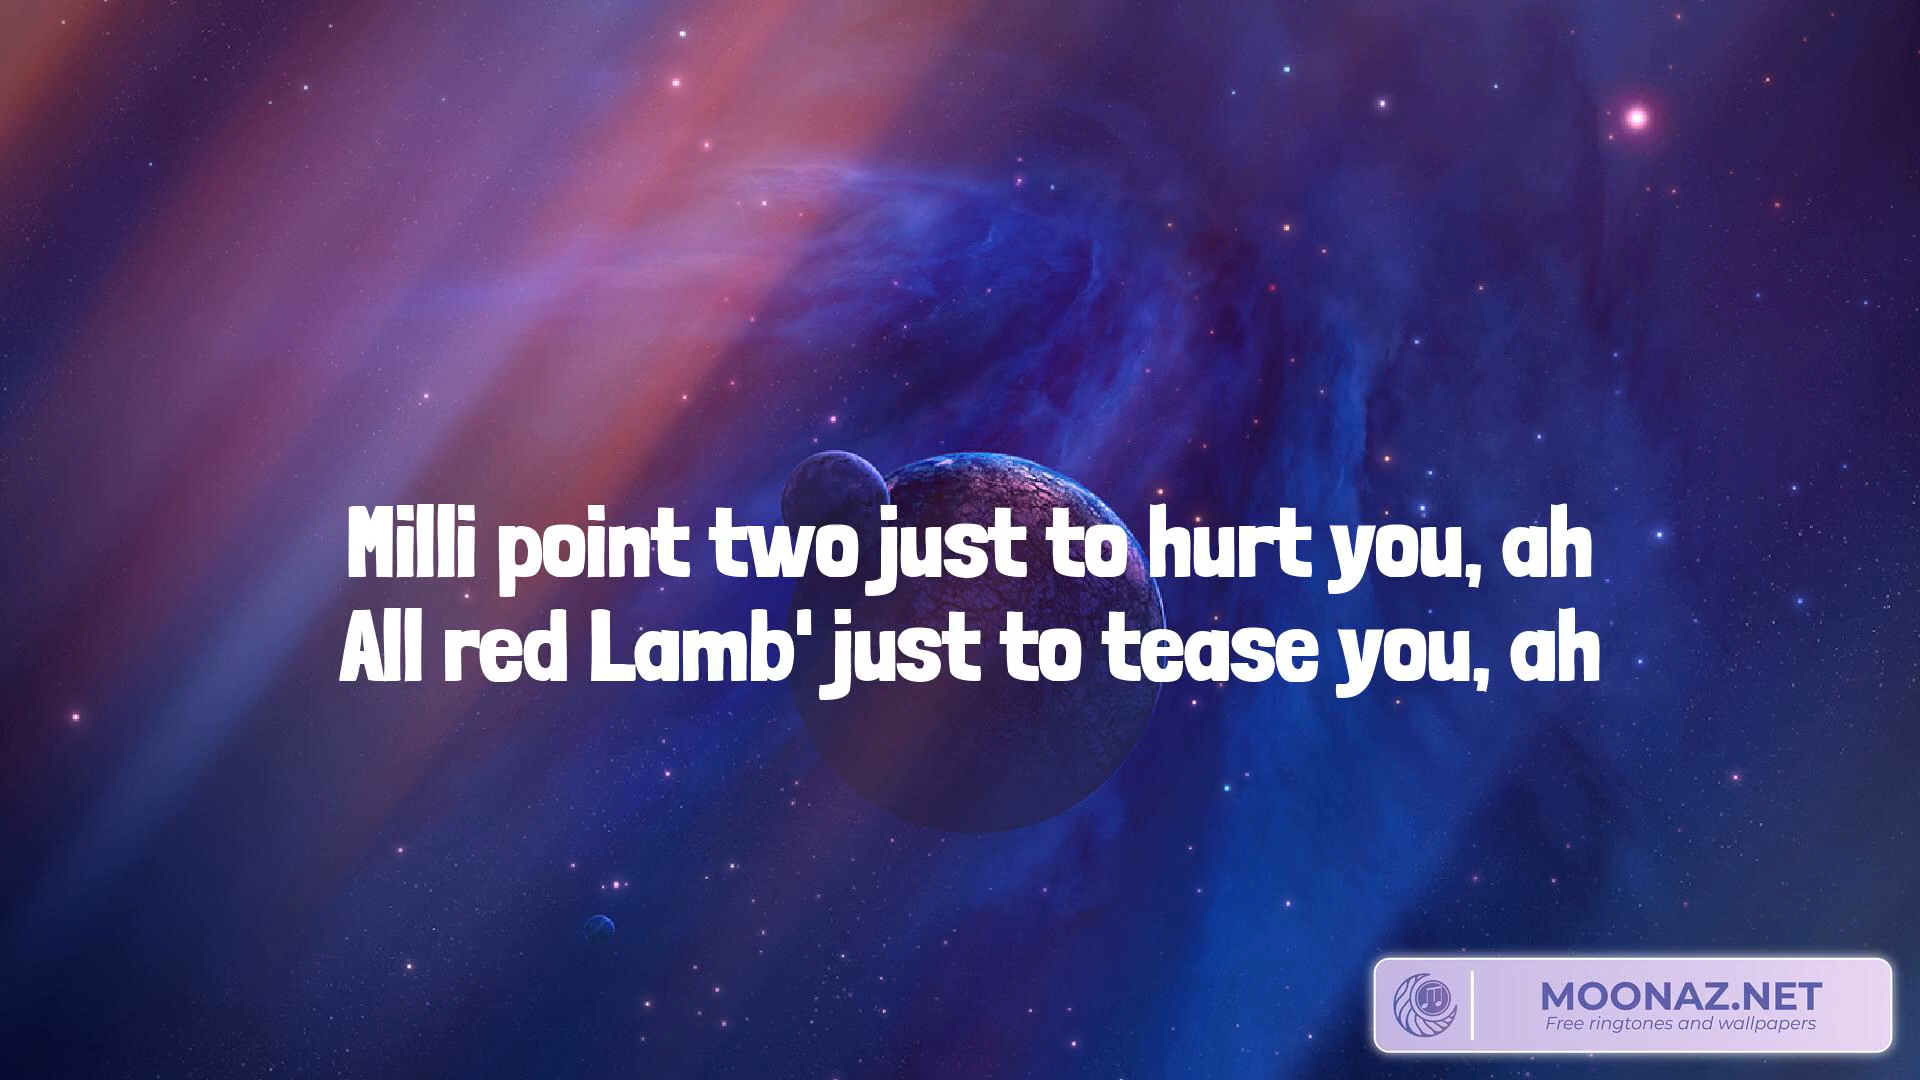 Milli point two just to hurt you, ah
All red Lamb' just to tease you, ah
MOONAZ.NET
Free ringtones and wallpapers